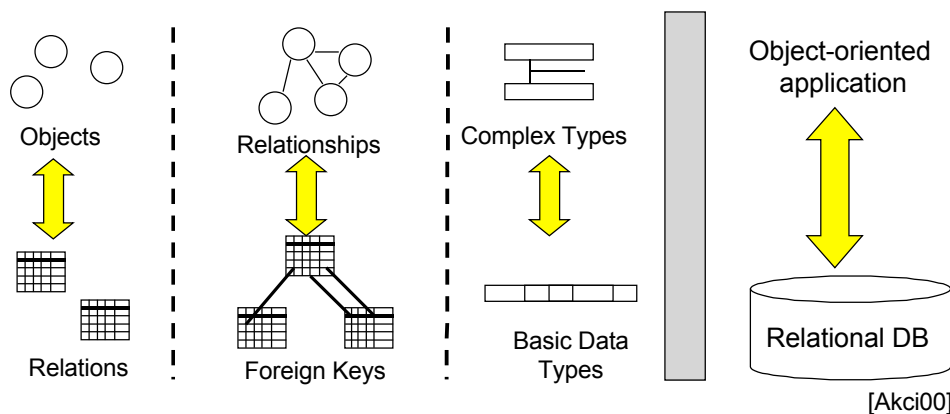 Objects
Relationships
Complex Types
Object-oriented
application
Relations
Foreign Keys
Basic Data
Types
Relational DB
[Akci00]